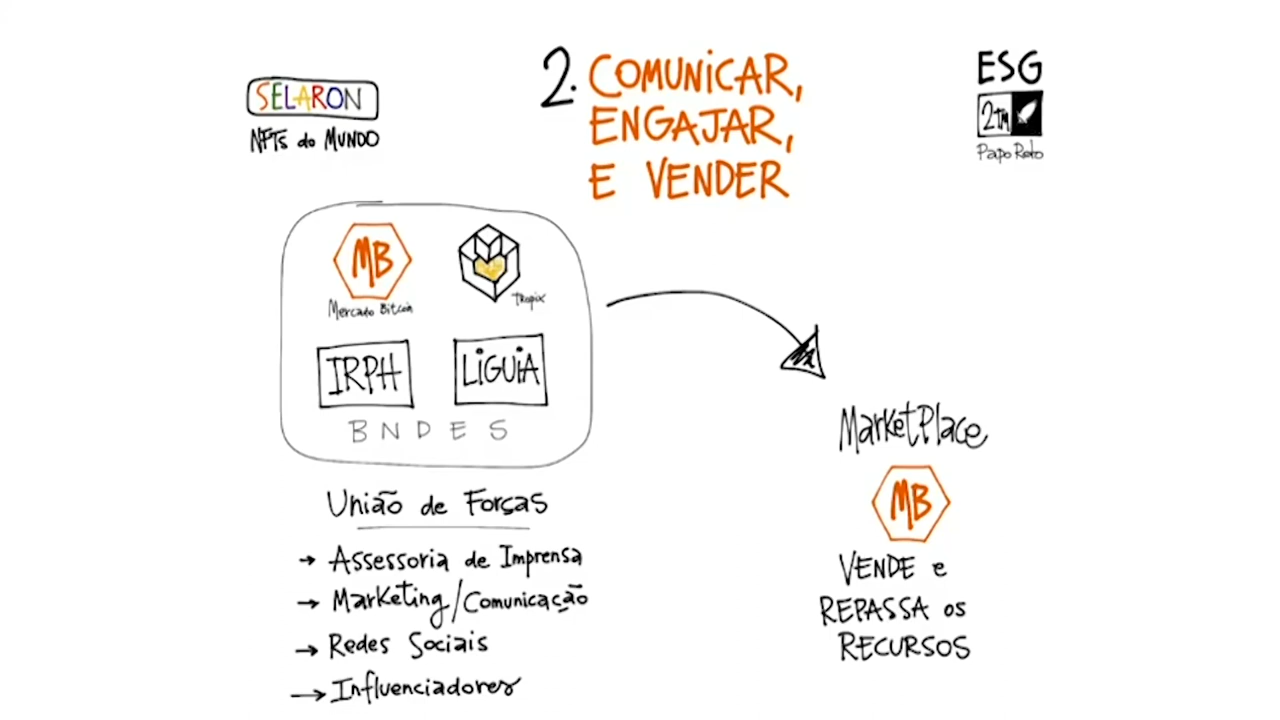 SELARON
NFTs do MUNDO
2. COMUNICAR,
ENGAJAR,
E VENDER
ESG
2TM
Papo Reto
MB
Mercado Bitcoin
tropix
IRPH
LiGUiA
BNDES
União de Forças
→ Assessoria de Imprensa
→ Marketing/Comunicação
→ Redes Sociais
→ Influenciadores
MarketPlace
MB
VENDE e
REPASSA os
RECURSOS